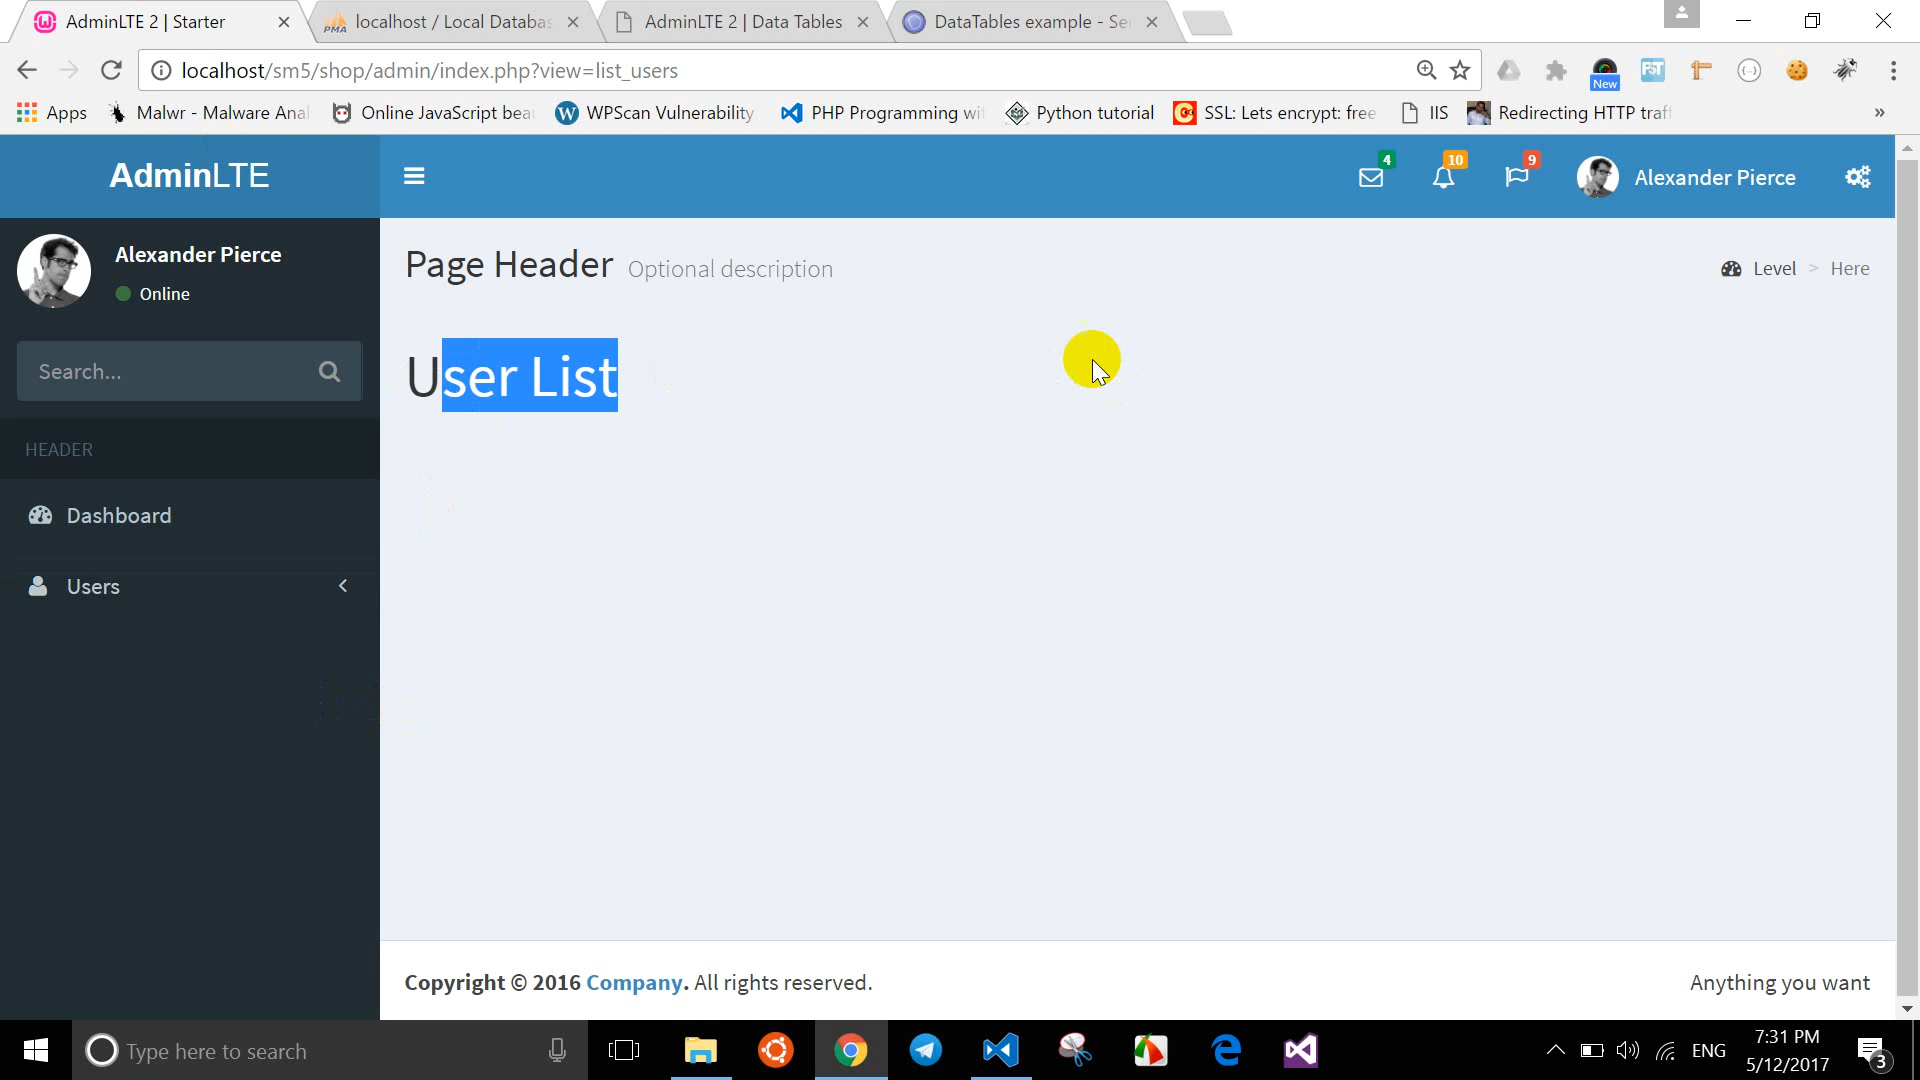 AdminLTE 2 | Starter
localhost / Local Databas
AdminLTE 2 | Data Tables
DataTables example - Se
localhost/sm5/shop/admin/index.php?view=list_users
New
Apps
Malwr - Malware Anal
Online JavaScript beau
WPScan Vulnerability
PHP Programming wit
Python tutorial
SSL: Lets encrypt: free
IIS
Redirecting HTTP traff
AdminLTE
4
10
9
Alexander Pierce
Alexander Pierce
Online
Search...
HEADER
Dashboard
Users
Page Header Optional description
Level > Here
User List
Copyright © 2016 Company. All rights reserved.
Anything you want
Type here to search
ENG
7:31 PM
5/12/2017
3